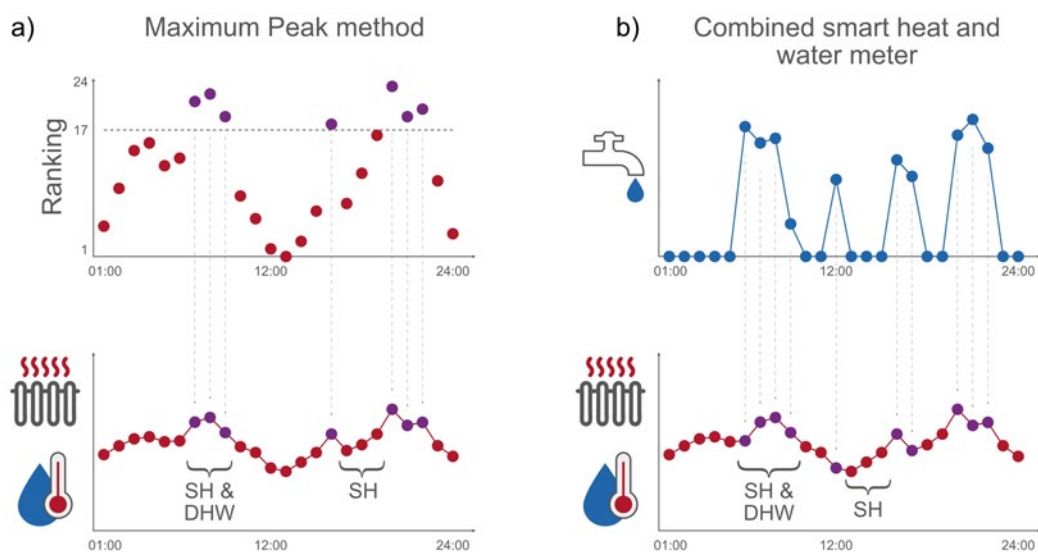 a)
Maximum Peak method
Ranking
24
17
1
01:00
12:00
24:00
SH &
DHW
SH
01:00
12:00
24:00
b)
Combined smart heat and
water meter
01:00
12:00
24:00
SH &
DHW
SH
01:00
12:00
24:00